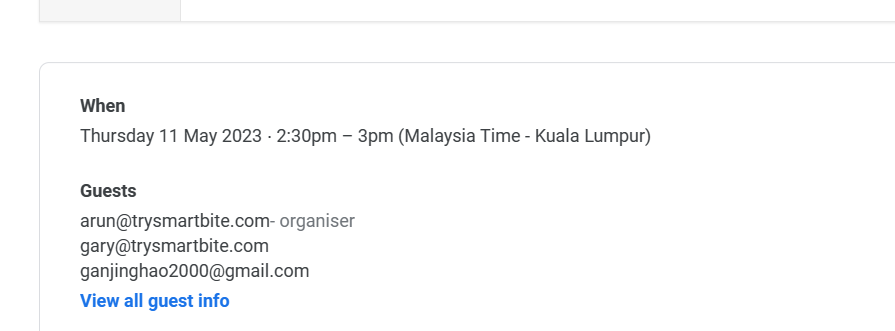 When
Thursday 11 May 2023 · 2:30pm – 3pm (Malaysia Time - Kuala Lumpur)
Guests
arun@trysmartbite.com- organiser
gary@trysmartbite.com
ganjinghao2000@gmail.com
View all guest info